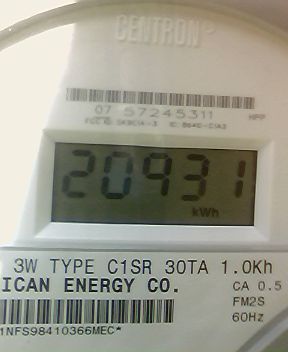 CENTRON®
07 57245311 HPP
20931
kWh
3W TYPE C1SR 30TA 1.0Kh
ICAN ENERGY CO. CA 0.5
FM2S
60Hz
1NFS98410366MEC*